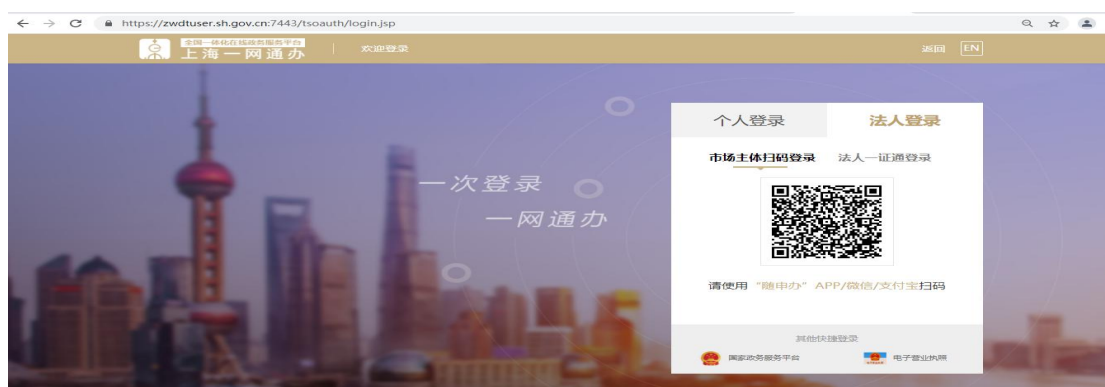 https://zwdtuser.sh.gov.cn:7443/tsoauth/login.jsp
全国一体化在线政务服务平台
上海一网通办
欢迎登录
返回 EN
个人登录 法人登录
市场主体扫码登录 法人一证通登录
一次登录
一网通办
请使用 “随申办” APP/微信/支付宝扫码
其他快捷登录
国家政务服务平台 电子营业执照